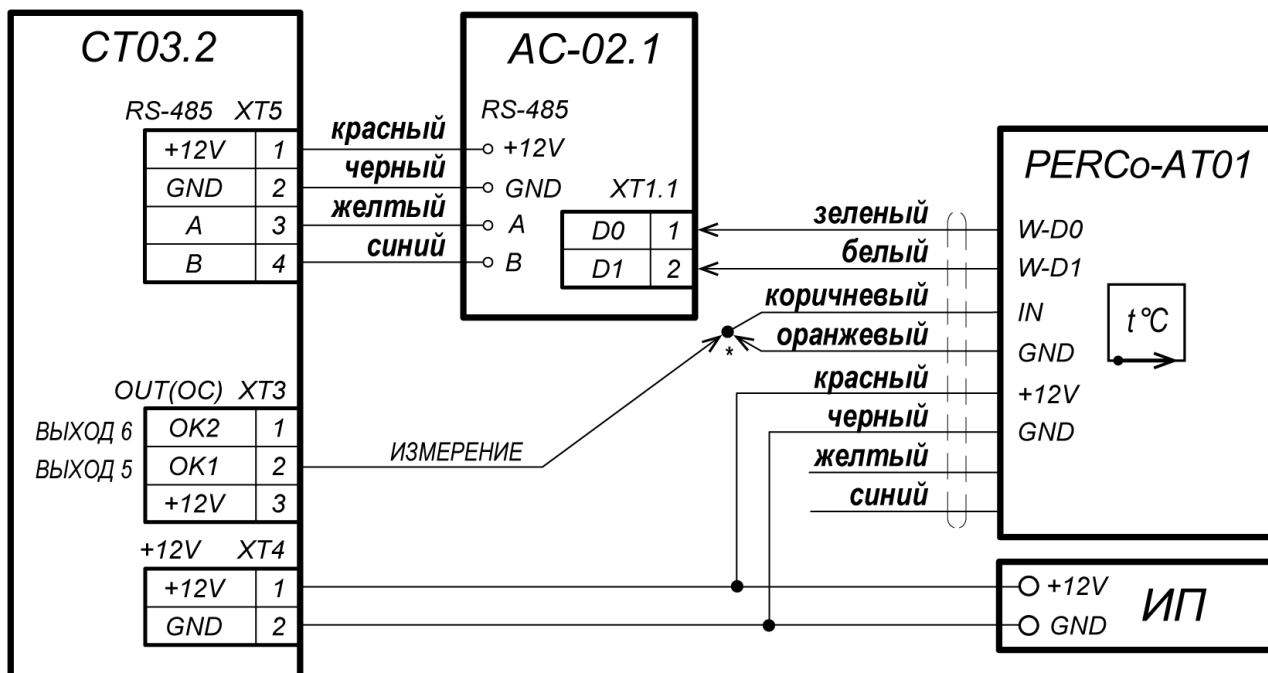 CT03.2
RS-485 XT5
+12V 1
GND 2
A 3
B 4
красный
черный
желтый
синий
AC-02.1
RS-485
+12V
GND
A
B
XT1.1
D0 1
D1 2
зеленый
белый
коричневый
оранжевый
красный
черный
желтый
синий
*
PERCo-AT01
W-D0
W-D1
IN
GND
+12V
GND
t°C
OUT(OC) XT3
ВЫХОД 6 OK2 1
ВЫХОД 5 OK1 2
+12V 3
ИЗМЕРЕНИЕ
+12V XT4
+12V 1
GND 2
+12V
GND
ИП